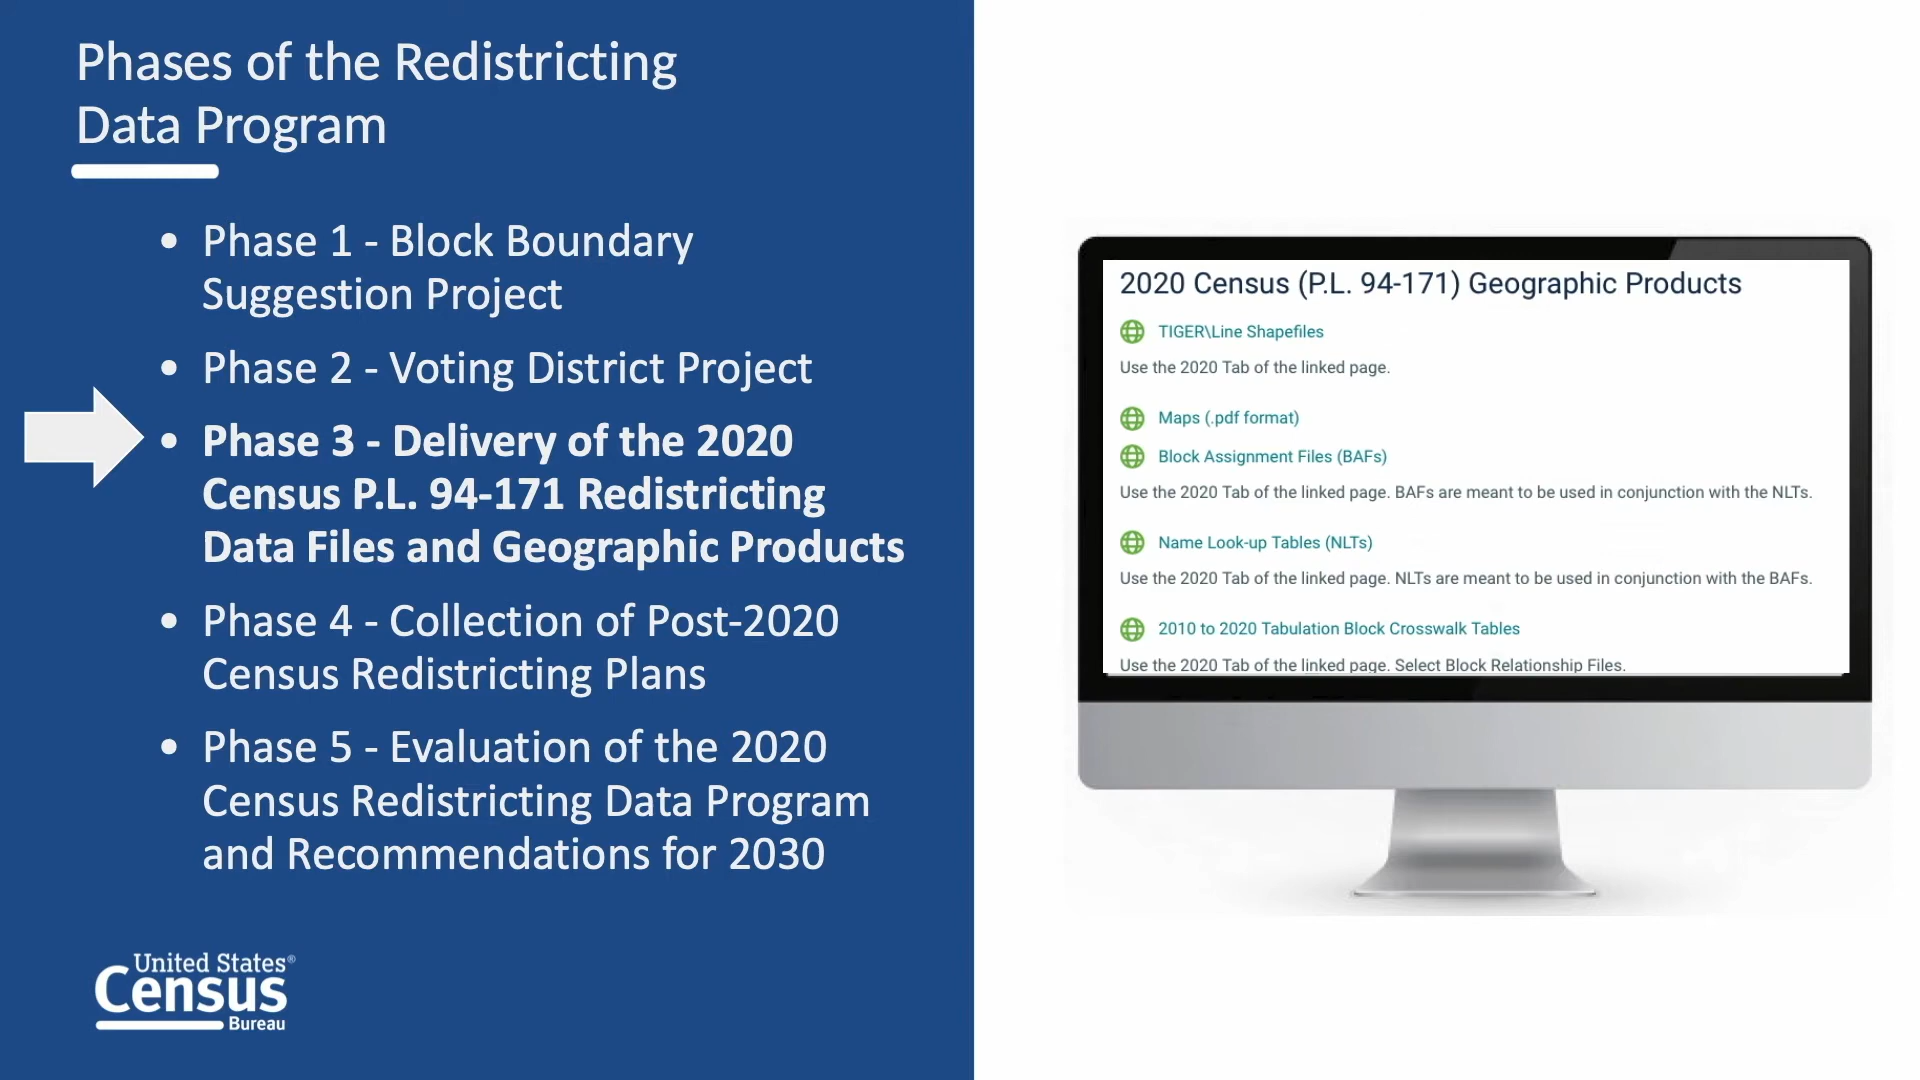 Phases of the Redistricting
Data Program
• Phase 1 - Block Boundary
Suggestion Project
• Phase 2 - Voting District Project
• Phase 3 - Delivery of the 2020
Census P.L. 94-171 Redistricting
Data Files and Geographic Products
• Phase 4 - Collection of Post-2020
Census Redistricting Plans
• Phase 5 - Evaluation of the 2020
Census Redistricting Data Program
and Recommendations for 2030
United States®
Census
Bureau
2020 Census (P.L. 94-171) Geographic Products
TIGER\Line Shapefiles
Use the 2020 Tab of the linked page.
Maps (.pdf format)
Block Assignment Files (BAFs)
Use the 2020 Tab of the linked page. BAFs are meant to be used in conjunction with the NLTs.
Name Look-up Tables (NLTs)
Use the 2020 Tab of the linked page. NLTs are meant to be used in conjunction with the BAFs.
2010 to 2020 Tabulation Block Crosswalk Tables
Use the 2020 Tab of the linked page. Select Block Relationship Files.